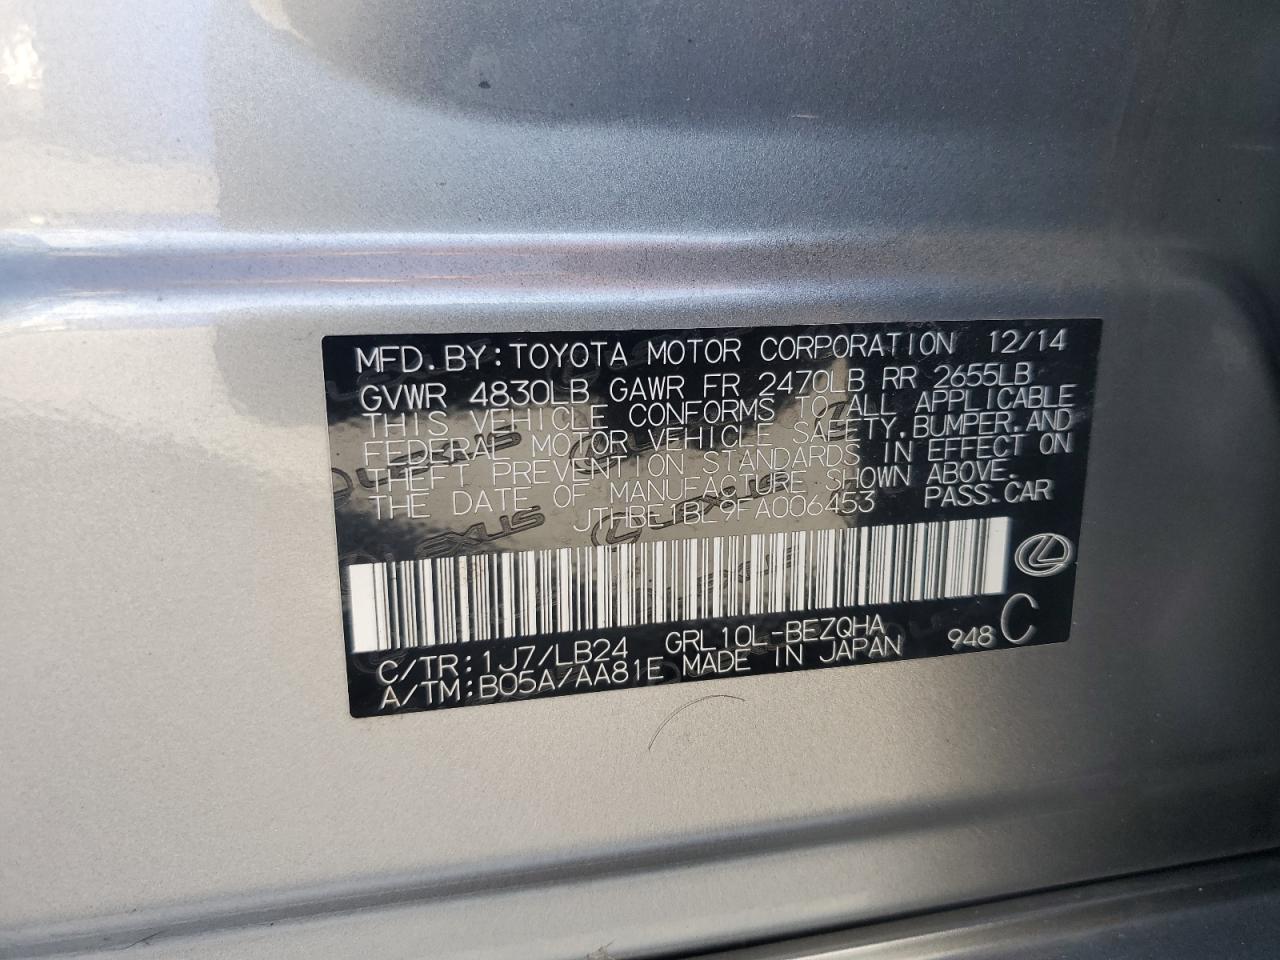 MFD.BY:TOYOTA MOTOR CORPORATION 12/14
GVWR 4830LB GAWR FR 2470LB RR 2655LB
THIS VEHICLE CONFORMS TO ALL APPLICABLE
FEDERAL MOTOR VEHICLE SAFETY,BUMPER,AND
THEFT PREVENTION STANDARDS IN EFFECT ON
THE DATE OF MANUFACTURE SHOWN ABOVE.
JTHBE1BL9FA006453 PASS.CAR
C/TR:1J7/LB24 GRL10L-BEZQHA 948 C
A/TM:B05A/AA81E MADE IN JAPAN